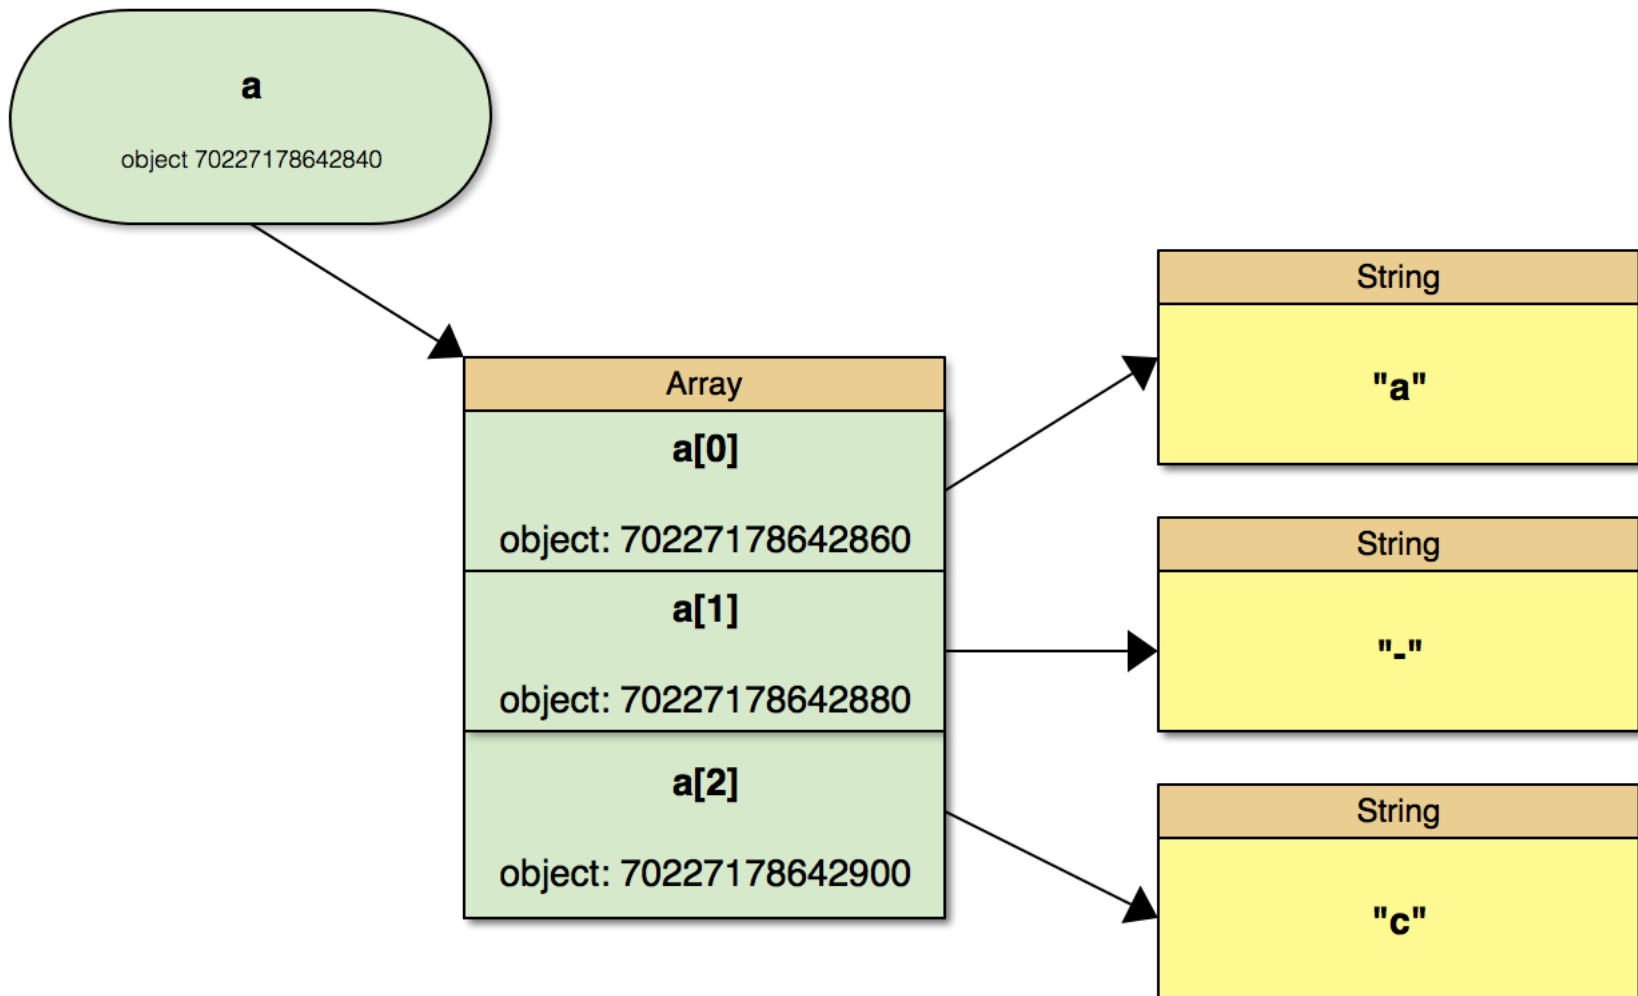 a
object 70227178642840
Array
a[0]
object: 70227178642860
a[1]
object: 70227178642880
a[2]
object: 70227178642900
String
"a"
String
"-"
String
"c"